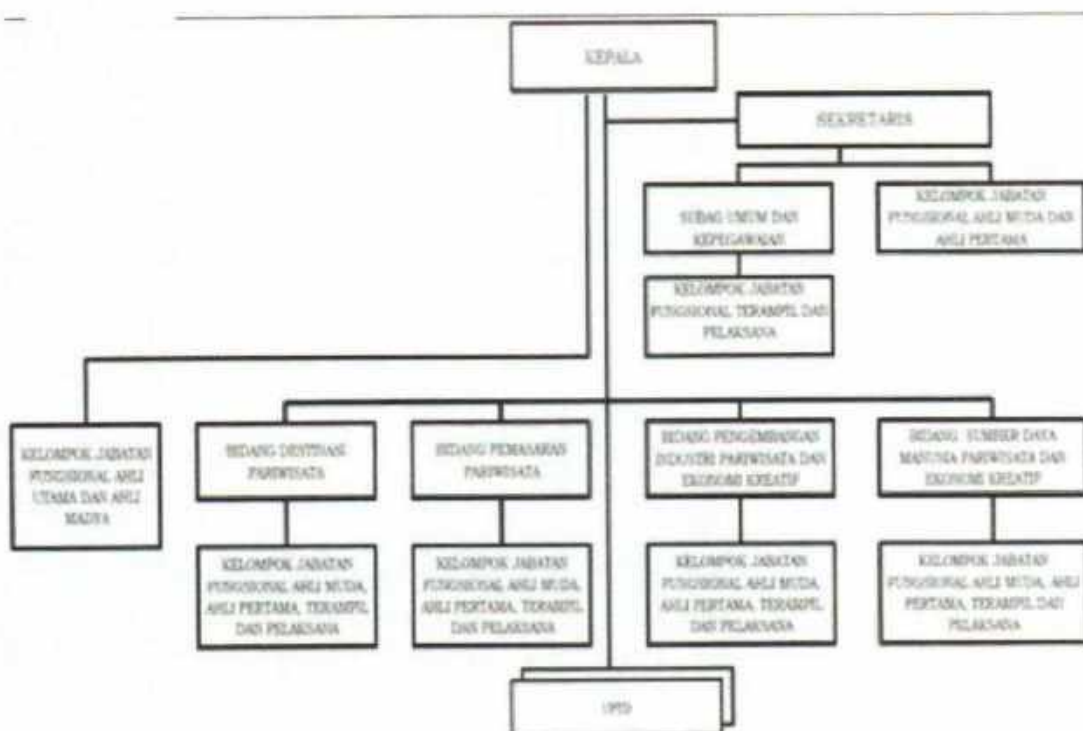 KEPALA
SEKRETARIS
SUBAG UMUM DAN
KEPEGAWAIAN
KELOMPOK JABATAN
FUNGSIONAL AHLI MUDA DAN
AHLI PERTAMA
KELOMPOK JABATAN
FUNGSIONAL TERAMPIL DAN
PELAKSANA
KELOMPOK JABATAN
FUNGSIONAL AHLI
UTAMA DAN AHLI
MADYA
BIDANG DESTINASI
PARIWISATA
BIDANG PEMASARAN
PARIWISATA
BIDANG PENGEMBANGAN
INDUSTRI PARIWISATA DAN
EKONOMI KREATIF
BIDANG SUMBER DAYA
MANUSIA PARIWISATA DAN
EKONOMI KREATIF
KELOMPOK JABATAN
FUNGSIONAL AHLI MUDA,
AHLI PERTAMA, TERAMPIL
DAN PELAKSANA
KELOMPOK JABATAN
FUNGSIONAL AHLI MUDA,
AHLI PERTAMA, TERAMPIL
DAN PELAKSANA
KELOMPOK JABATAN
FUNGSIONAL AHLI MUDA,
AHLI PERTAMA, TERAMPIL
DAN PELAKSANA
KELOMPOK JABATAN
FUNGSIONAL AHLI MUDA, AHLI
PERTAMA, TERAMPIL DAN
PELAKSANA
UPTD